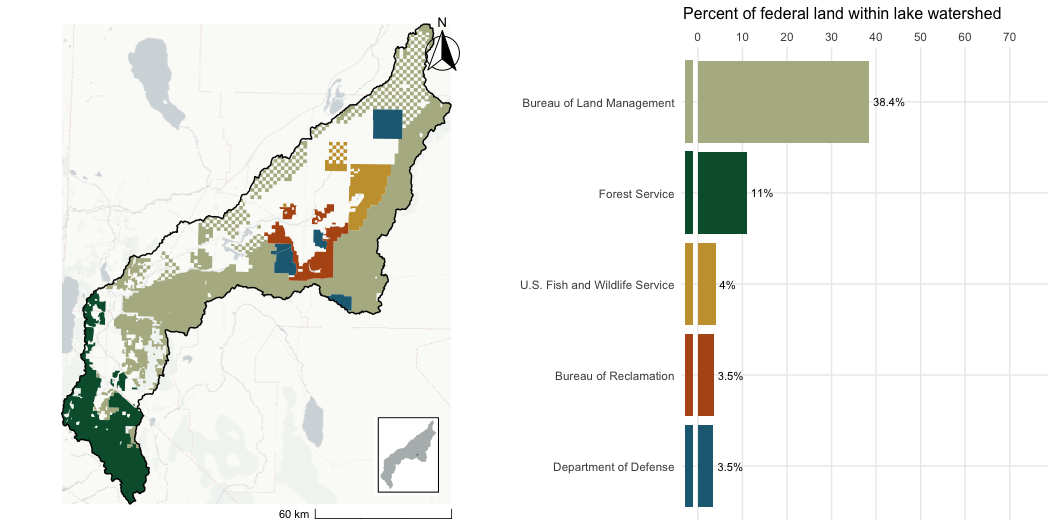 N
60 km
Percent of federal land within lake watershed
0 10 20 30 40 50 60 70
Bureau of Land Management 38.4%
Forest Service 11%
U.S. Fish and Wildlife Service 4%
Bureau of Reclamation 3.5%
Department of Defense 3.5%